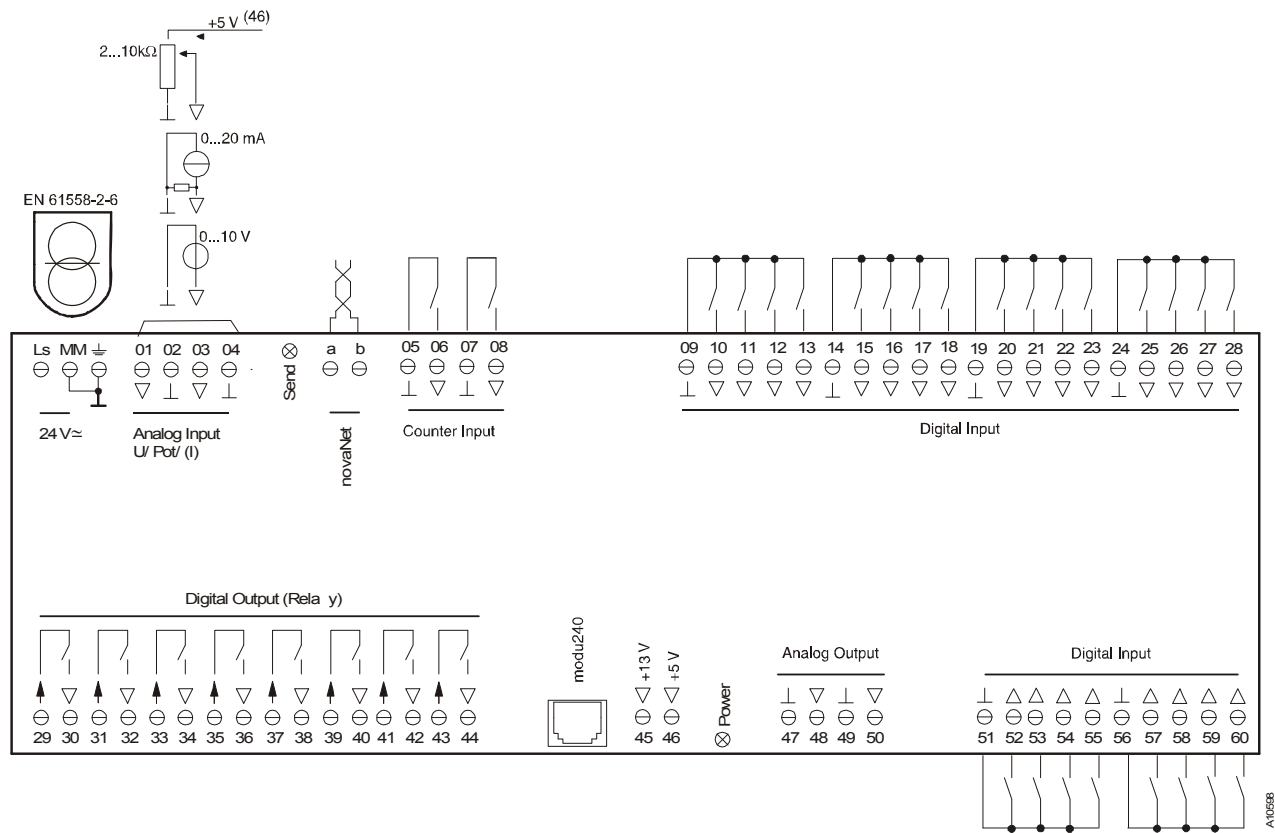 +5 V (46)
2...10kΩ
0...20 mA
EN 61558-2-6
0...10 V
Ls MM 01 02 03 04 Send a b 05 06 07 08 09 10 11 12 13 14 15 16 17 18 19 20 21 22 23 24 25 26 27 28
24 V≃ Analog Input novaNet Counter Input Digital Input
U/ Pot/ (I)
Digital Output (Rela y)
modu240 +13 V +5 V Power Analog Output Digital Input
29 30 31 32 33 34 35 36 37 38 39 40 41 42 43 44 45 46 47 48 49 50 51 52 53 54 55 56 57 58 59 60
A10598